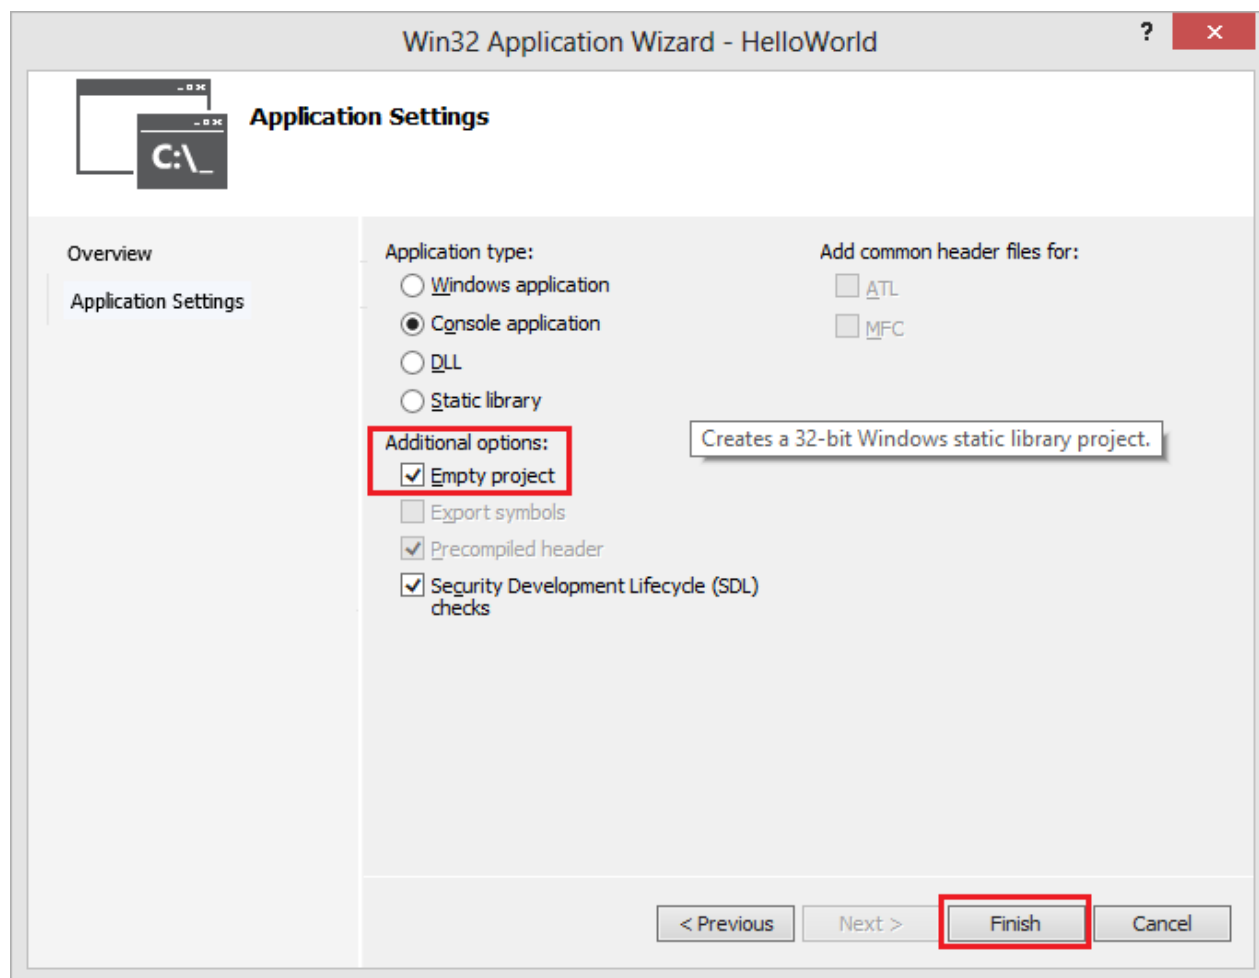 Win32 Application Wizard - HelloWorld
?
Application Settings
C:\_
Overview
Application Settings
Application type:
Windows application
Console application
DLL
Static library
Additional options:
Empty project
Export symbols
Precompiled header
Security Development Lifecycle (SDL)
checks
Add common header files for:
ATL
MFC
Creates a 32-bit Windows static library project.
< Previous
Next >
Finish
Cancel